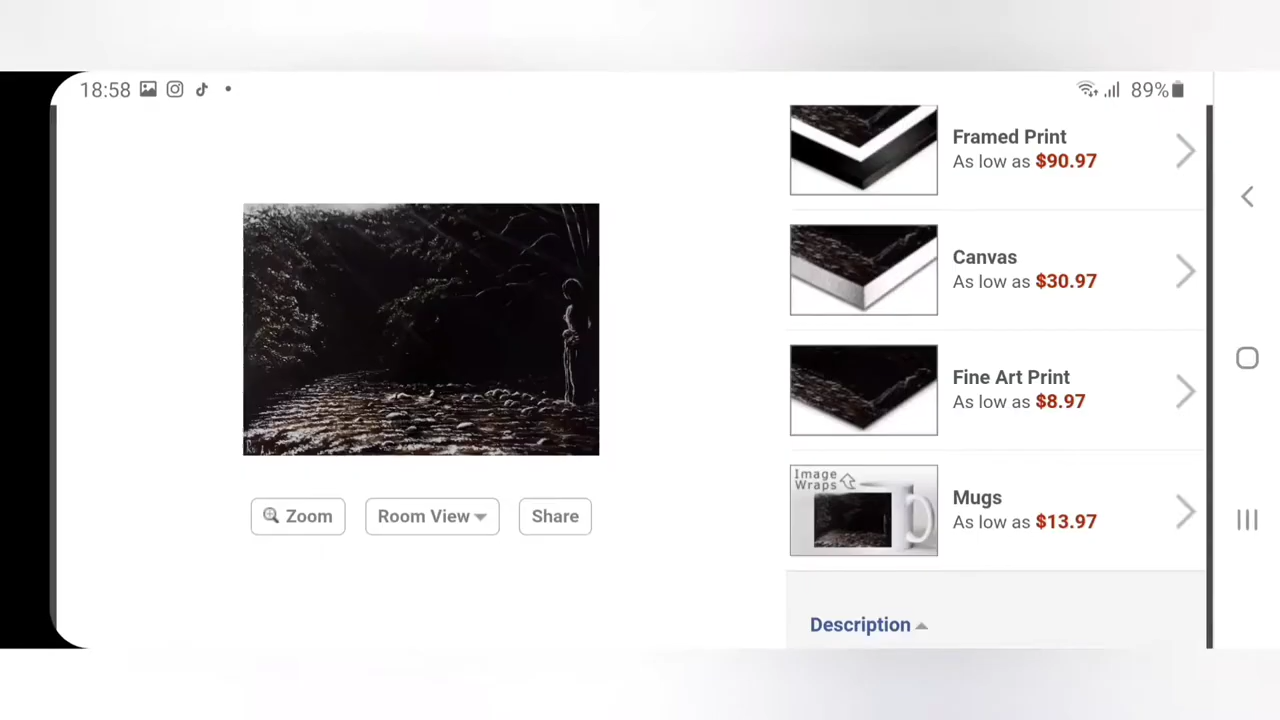 18:58
89%
Framed Print
As low as $90.97
Canvas
As low as $30.97
Fine Art Print
As low as $8.97
Image
Wraps
Mugs
As low as $13.97
Zoom
Room View
Share
Description